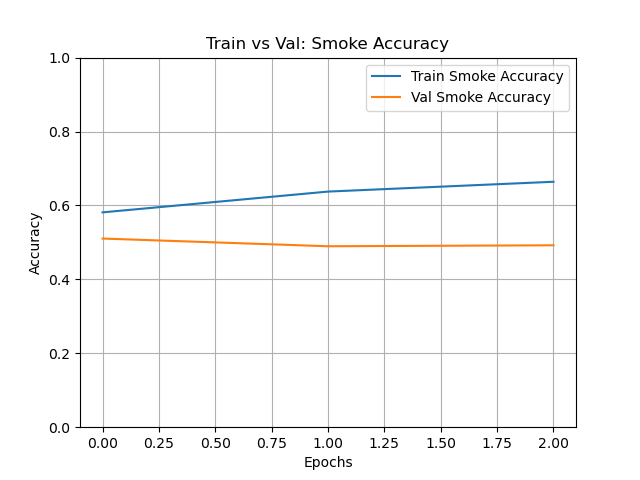 Train vs Val: Smoke Accuracy
Train Smoke Accuracy
Val Smoke Accuracy
Accuracy
1.0
0.8
0.6
0.4
0.2
0.0
0.00 0.25 0.50 0.75 1.00 1.25 1.50 1.75 2.00
Epochs